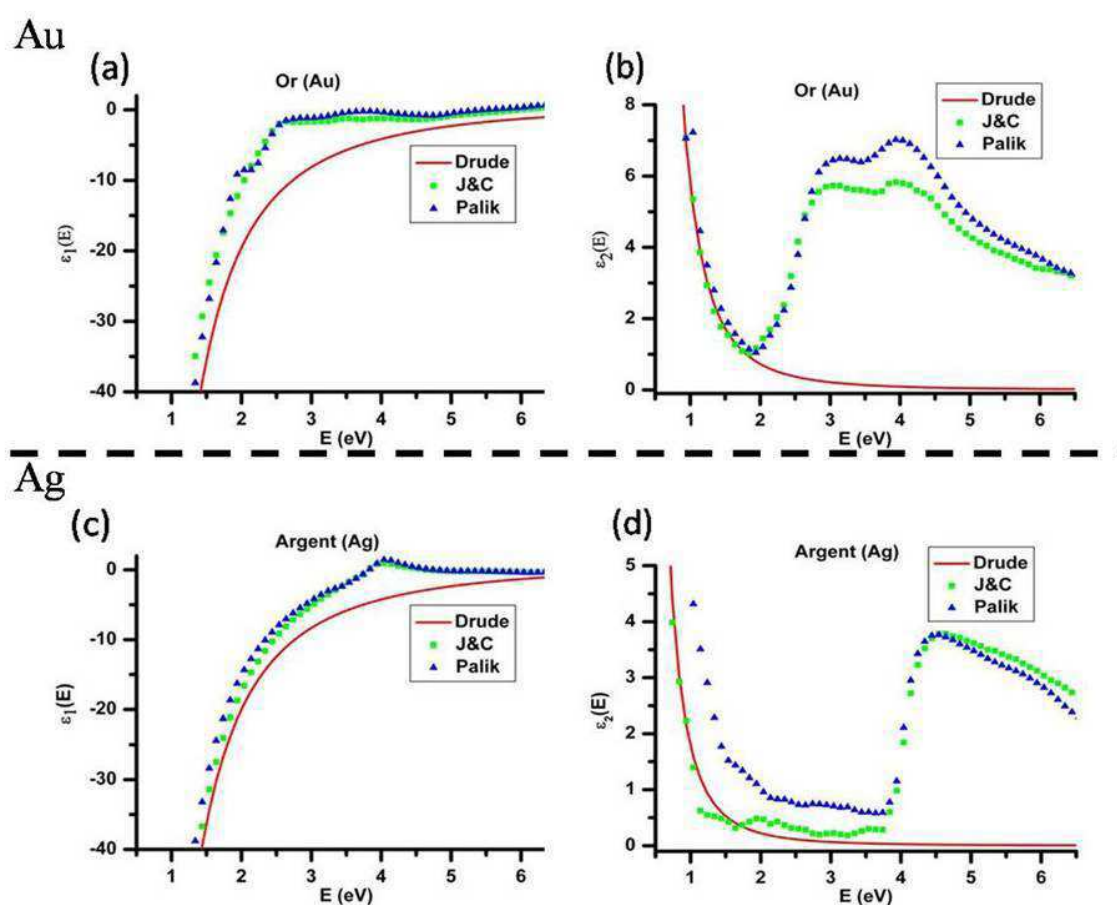 Au
(a)
Or (Au)
0
-10
-20
-30
-40
ε1(E)
1 2 3 4 5 6
E (eV)
Drude
J&C
Palik
(b)
Or (Au)
8
6
4
2
0
ε2(E)
1 2 3 4 5 6
E (eV)
Drude
J&C
Palik
Ag
(c)
Argent (Ag)
0
-10
-20
-30
-40
ε1(E)
1 2 3 4 5 6
E (eV)
Drude
J&C
Palik
(d)
Argent (Ag)
5
4
3
2
1
0
ε2(E)
1 2 3 4 5 6
E (eV)
Drude
J&C
Palik